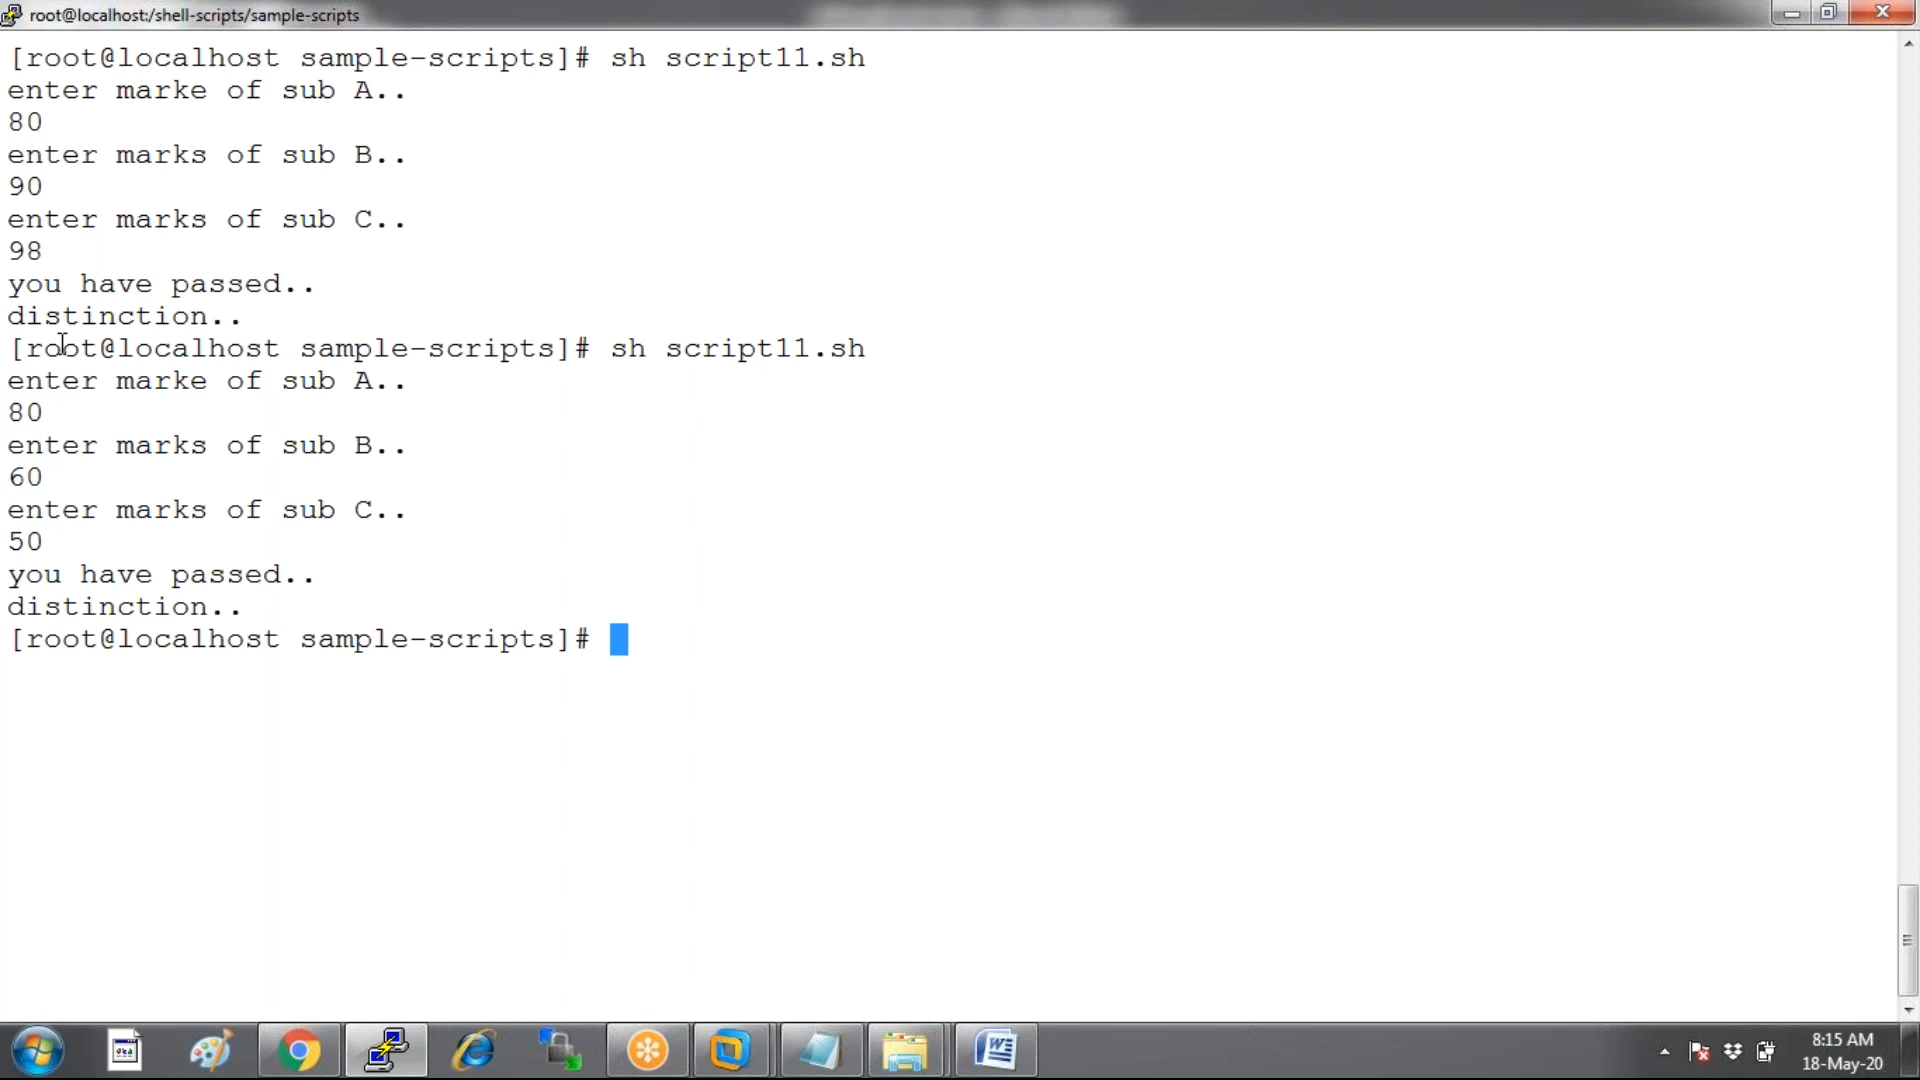 root@localhost:/shell-scripts/sample-scripts
[root@localhost sample-scripts]# sh script11.sh
enter marke of sub A..
80
enter marks of sub B..
90
enter marks of sub C..
98
you have passed..
distinction..
[root@localhost sample-scripts]# sh script11.sh
enter marke of sub A..
80
enter marks of sub B..
60
enter marks of sub C..
50
you have passed..
distinction..
[root@localhost sample-scripts]#
8:15 AM
18-May-20